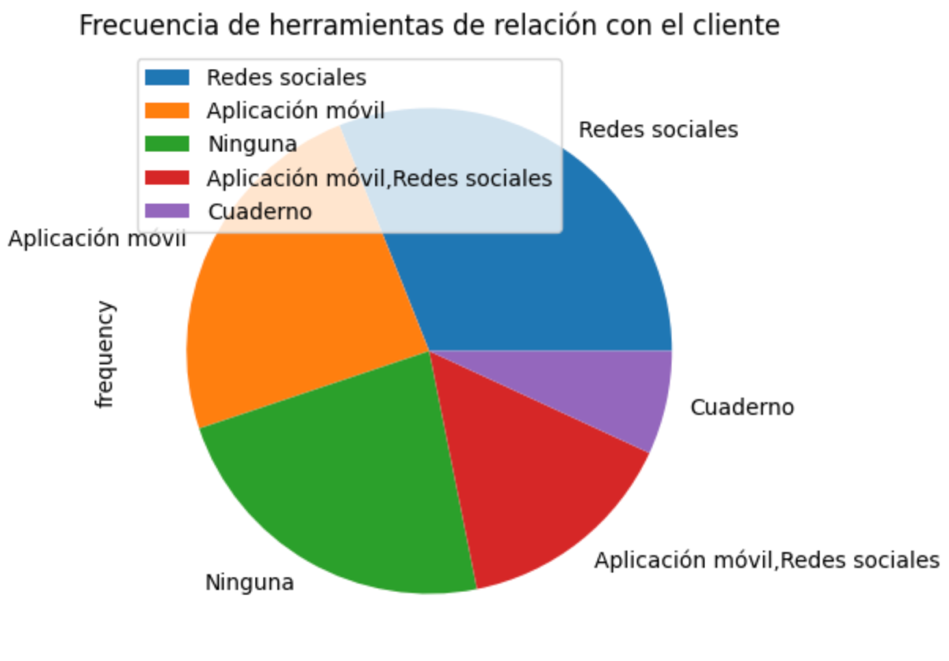 Frecuencia de herramientas de relación con el cliente
Redes sociales
Aplicación móvil
Ninguna
Aplicación móvil,Redes sociales
Cuaderno
Redes sociales
Aplicación móvil
frequency
Cuaderno
Aplicación móvil,Redes sociales
Ninguna